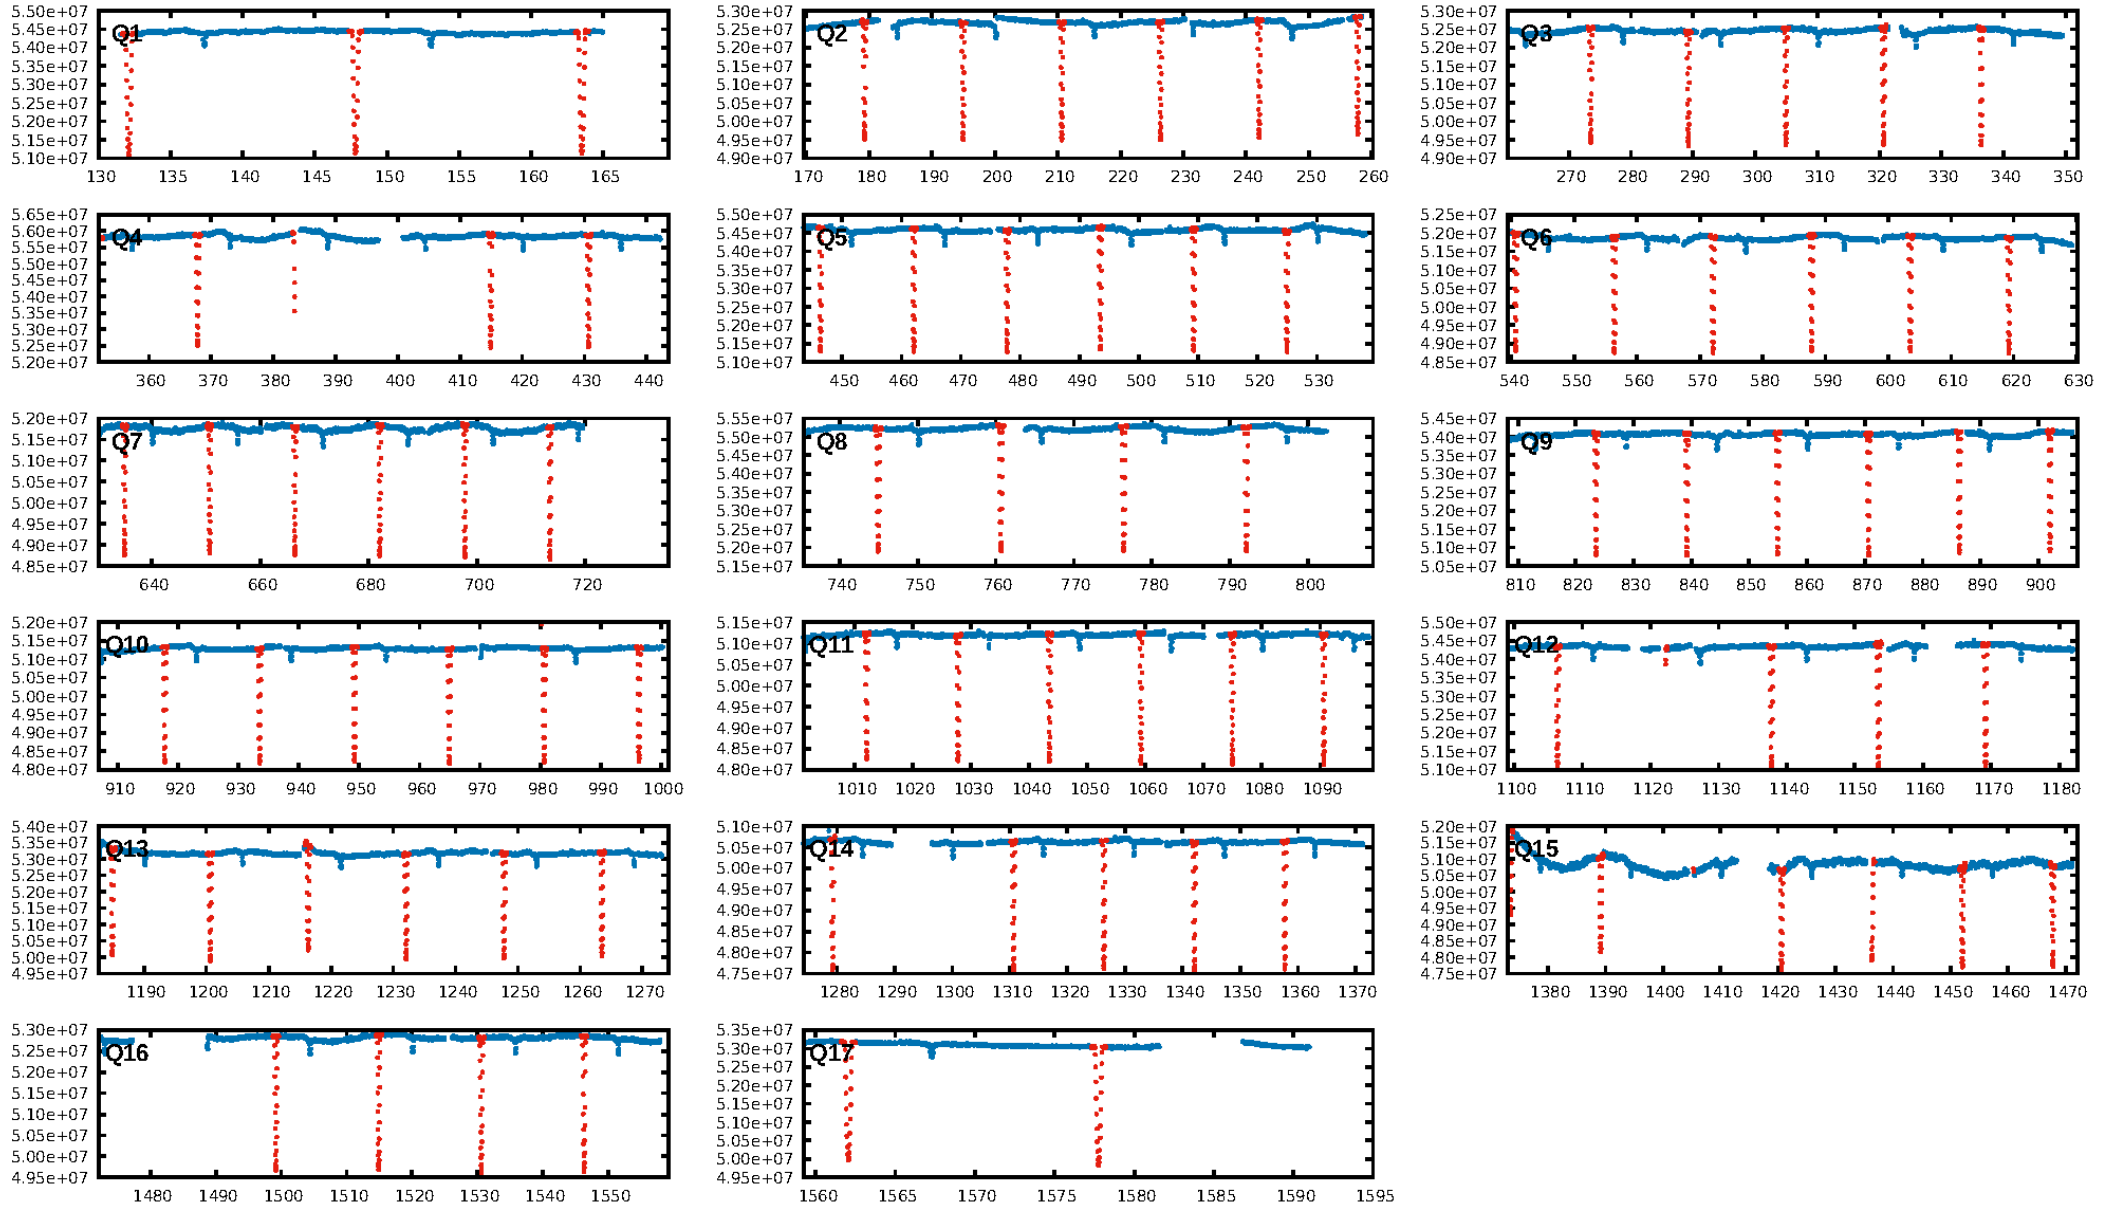 5.50e+07
5.45e+07
5.40e+07
5.35e+07
5.30e+07
5.25e+07
5.20e+07
5.15e+07
5.10e+07
Q1
130 135 140 145 150 155 160 165
5.30e+07
5.25e+07
5.20e+07
5.15e+07
5.10e+07
5.05e+07
5.00e+07
4.95e+07
4.90e+07
Q2
170 180 190 200 210 220 230 240 250 260
5.30e+07
5.25e+07
5.20e+07
5.15e+07
5.10e+07
5.05e+07
5.00e+07
4.95e+07
4.90e+07
Q3
270 280 290 300 310 320 330 340 350
5.65e+07
5.60e+07
5.55e+07
5.50e+07
5.45e+07
5.40e+07
5.35e+07
5.30e+07
5.25e+07
5.20e+07
Q4
360 370 380 390 400 410 420 430 440
5.50e+07
5.45e+07
5.40e+07
5.35e+07
5.30e+07
5.25e+07
5.20e+07
5.15e+07
5.10e+07
Q5
450 460 470 480 490 500 510 520 530
5.25e+07
5.20e+07
5.15e+07
5.10e+07
5.05e+07
5.00e+07
4.95e+07
4.90e+07
4.85e+07
Q6
540 550 560 570 580 590 600 610 620 630
5.20e+07
5.15e+07
5.10e+07
5.05e+07
5.00e+07
4.95e+07
4.90e+07
4.85e+07
Q7
640 660 680 700 720
5.55e+07
5.50e+07
5.45e+07
5.40e+07
5.35e+07
5.30e+07
5.25e+07
5.20e+07
5.15e+07
Q8
740 750 760 770 780 790 800
5.45e+07
5.40e+07
5.35e+07
5.30e+07
5.25e+07
5.20e+07
5.15e+07
5.10e+07
5.05e+07
Q9
810 820 830 840 850 860 870 880 890 900
5.20e+07
5.15e+07
5.10e+07
5.05e+07
5.00e+07
4.95e+07
4.90e+07
4.85e+07
4.80e+07
Q10
910 920 930 940 950 960 970 980 990 1000
5.15e+07
5.10e+07
5.05e+07
5.00e+07
4.95e+07
4.90e+07
4.85e+07
4.80e+07
Q11
1010 1020 1030 1040 1050 1060 1070 1080 1090
5.50e+07
5.45e+07
5.40e+07
5.35e+07
5.30e+07
5.25e+07
5.20e+07
5.15e+07
5.10e+07
Q12
1100 1110 1120 1130 1140 1150 1160 1170 1180
5.40e+07
5.35e+07
5.30e+07
5.25e+07
5.20e+07
5.15e+07
5.10e+07
5.05e+07
5.00e+07
4.95e+07
Q13
1190 1200 1210 1220 1230 1240 1250 1260 1270
5.10e+07
5.05e+07
5.00e+07
4.95e+07
4.90e+07
4.85e+07
4.80e+07
4.75e+07
Q14
1280 1290 1300 1310 1320 1330 1340 1350 1360 1370
5.20e+07
5.15e+07
5.10e+07
5.05e+07
5.00e+07
4.95e+07
4.90e+07
4.85e+07
4.80e+07
4.75e+07
Q15
1380 1390 1400 1410 1420 1430 1440 1450 1460 1470
5.30e+07
5.25e+07
5.20e+07
5.15e+07
5.10e+07
5.05e+07
5.00e+07
4.95e+07
Q16
1480 1490 1500 1510 1520 1530 1540 1550
5.35e+07
5.30e+07
5.25e+07
5.20e+07
5.15e+07
5.10e+07
5.05e+07
5.00e+07
4.95e+07
Q17
1560 1565 1570 1575 1580 1585 1590 1595